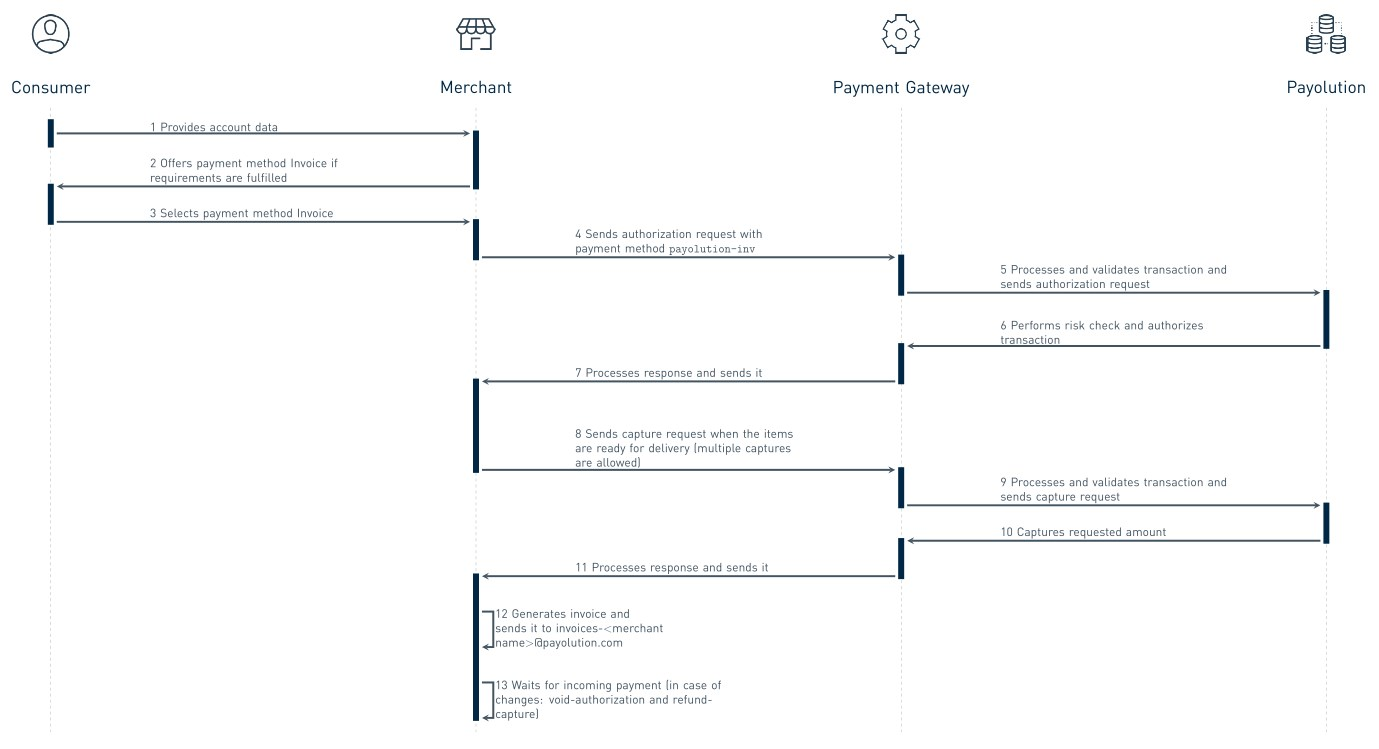 Consumer
Merchant
Payment Gateway
Payolution
1 Provides account data
2 Offers payment method Invoice if
requirements are fulfilled
3 Selects payment method Invoice
4 Sends authorization request with
payment method payolution-inv
5 Processes and validates transaction and
sends authorization request
6 Performs risk check and authorizes
transaction
7 Processes response and sends it
8 Sends capture request when the items
are ready for delivery (multiple captures
are allowed)
9 Processes and validates transaction and
sends capture request
10 Captures requested amount
11 Processes response and sends it
12 Generates invoice and
sends it to invoices-<merchant
name>@payolution.com
13 Waits for incoming payment (in case of
changes: void-authorization and refund-
capture)